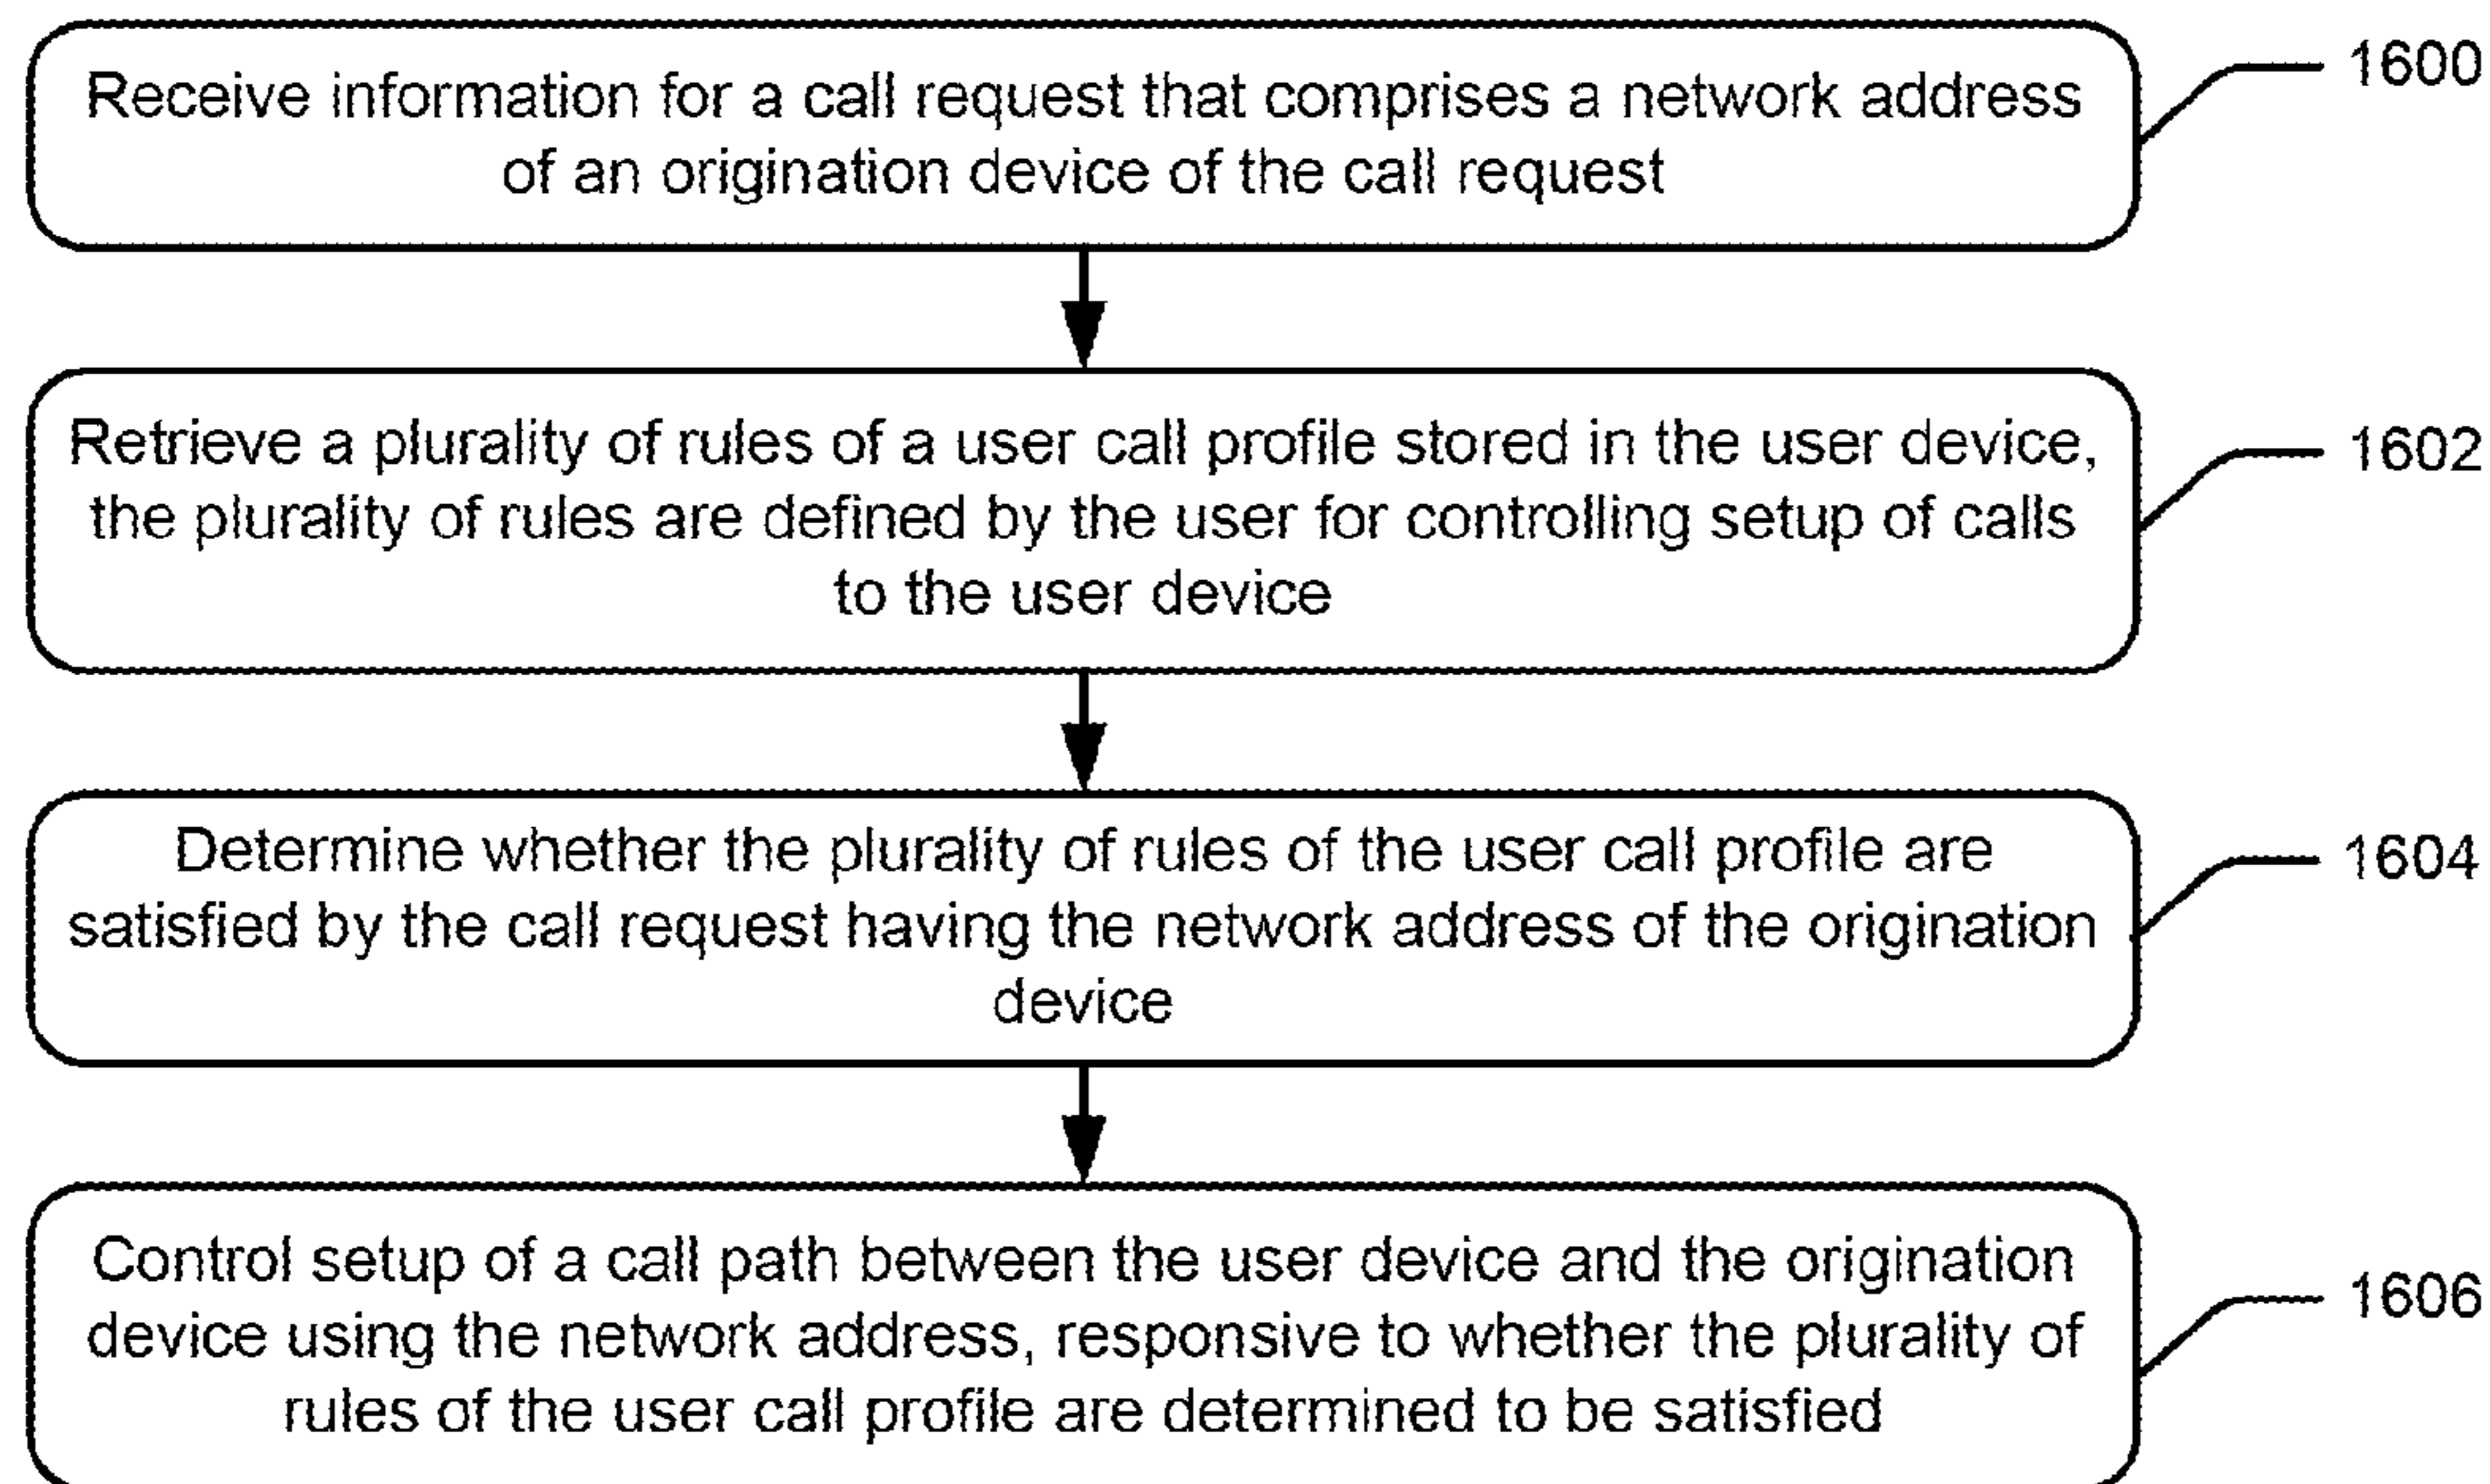 Receive information for a call request that comprises a network address
of an origination device of the call request
1600
Retrieve a plurality of rules of a user call profile stored in the user device,
the plurality of rules are defined by the user for controlling setup of calls
to the user device
1602
Determine whether the plurality of rules of the user call profile are
satisfied by the call request having the network address of the origination
device
1604
Control setup of a call path between the user device and the origination
device using the network address, responsive to whether the plurality of
rules of the user call profile are determined to be satisfied
1606